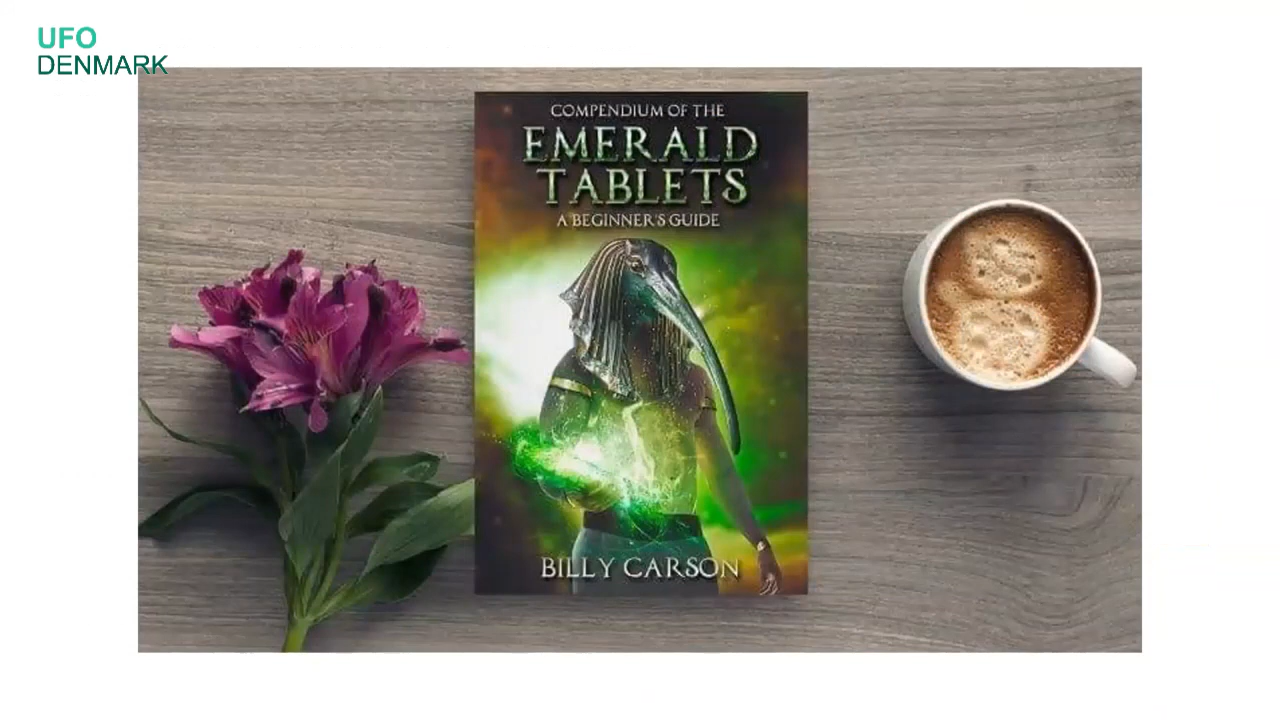 UFO
DENMARK
COMPENDIUM OF THE
EMERALD
TABLETS
A BEGINNER'S GUIDE
BILLY CARSON